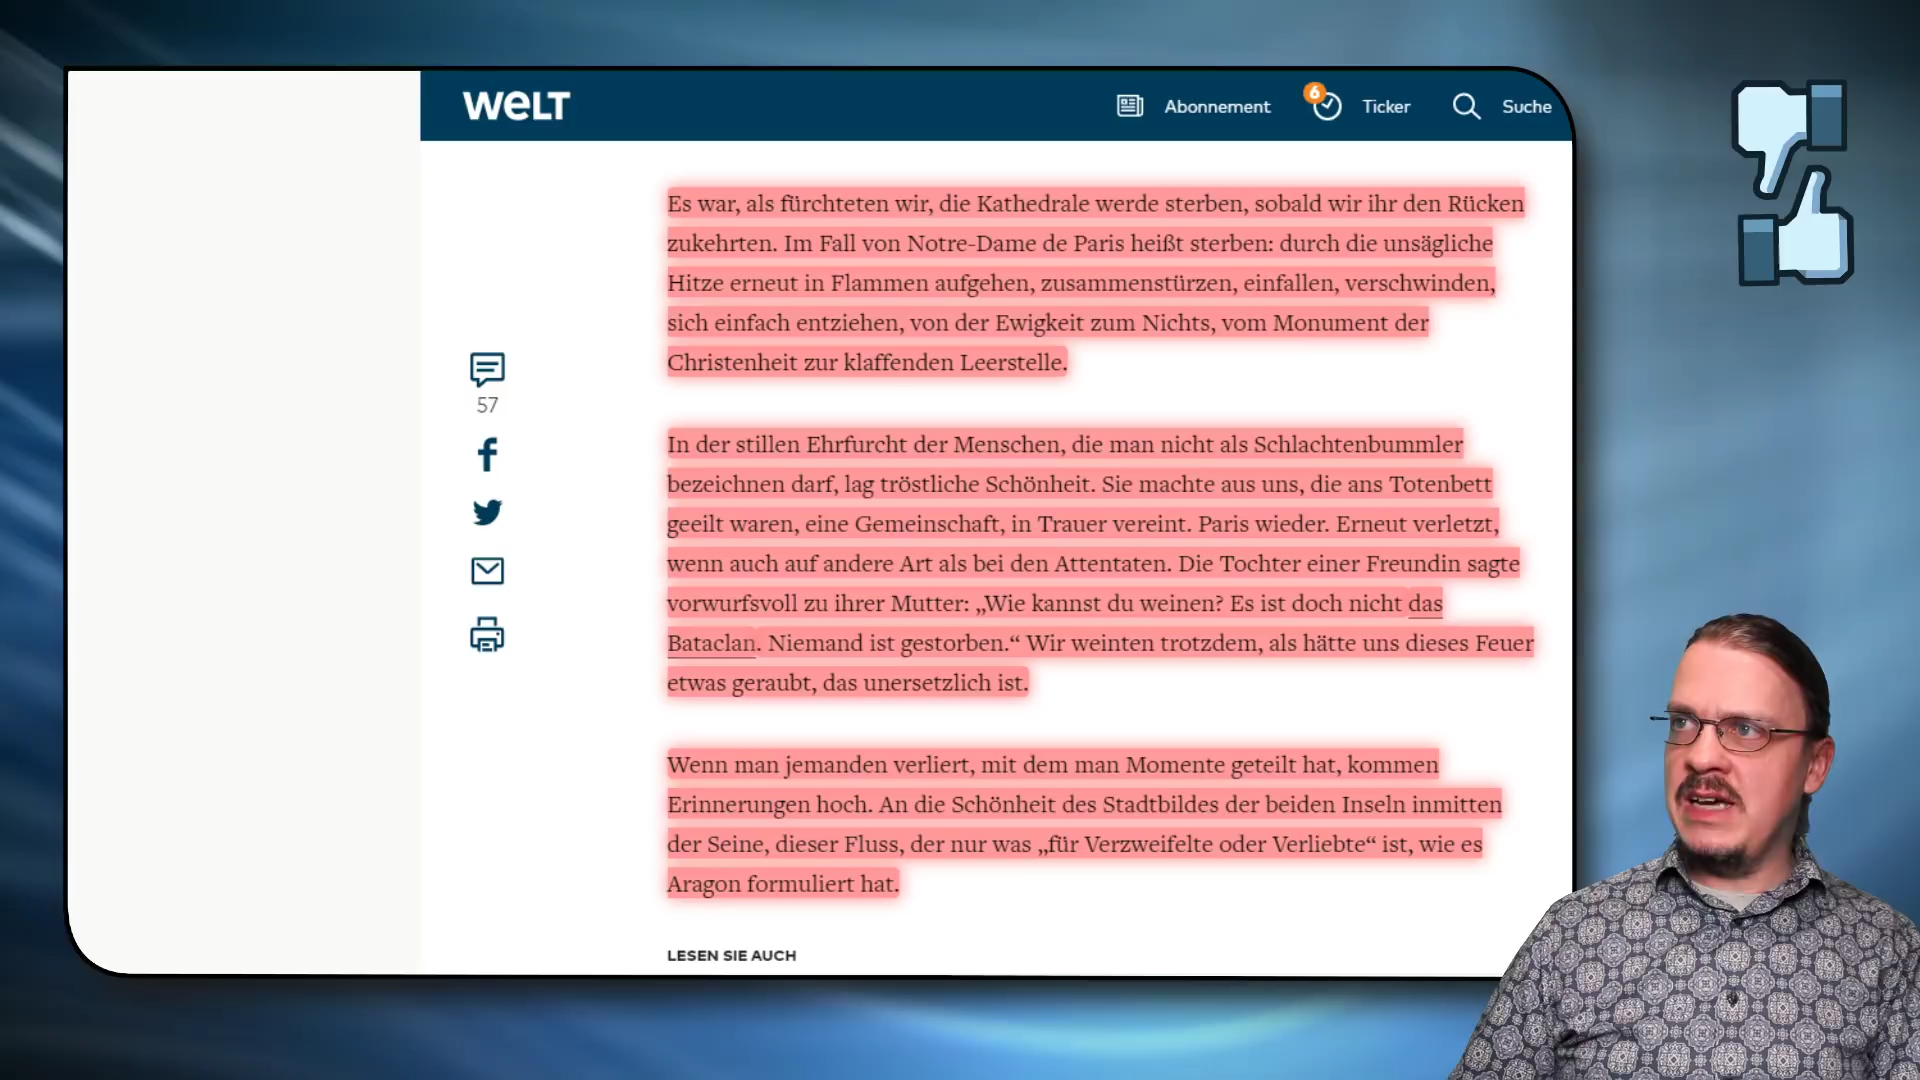 WELT
Abonnement
6
Ticker
Suche
Es war, als fürchteten wir, die Kathedrale werde sterben, sobald wir ihr den Rücken
zukehrten. Im Fall von Notre-Dame de Paris heißt sterben: durch die unsägliche
Hitze erneut in Flammen aufgehen, zusammenstürzen, einfallen, verschwinden,
sich einfach entziehen, von der Ewigkeit zum Nichts, vom Monument der
Christenheit zur klaffenden Leerstelle.
57
In der stillen Ehrfurcht der Menschen, die man nicht als Schlachtenbummler
bezeichnen darf, lag tröstliche Schönheit. Sie machte aus uns, die ans Totenbett
geeilt waren, eine Gemeinschaft, in Trauer vereint. Paris wieder. Erneut verletzt,
wenn auch auf andere Art als bei den Attentaten. Die Tochter einer Freundin sagte
vorwurfsvoll zu ihrer Mutter: „Wie kannst du weinen? Es ist doch nicht das
Bataclan. Niemand ist gestorben.“ Wir weinten trotzdem, als hätte uns dieses Feuer
etwas geraubt, das unersetzlich ist.
Wenn man jemanden verliert, mit dem man Momente geteilt hat, kommen
Erinnerungen hoch. An die Schönheit des Stadtbildes der beiden Inseln inmitten
der Seine, dieser Fluss, der nur was „für Verzweifelte oder Verliebte“ ist, wie es
Aragon formuliert hat.
LESEN SIE AUCH